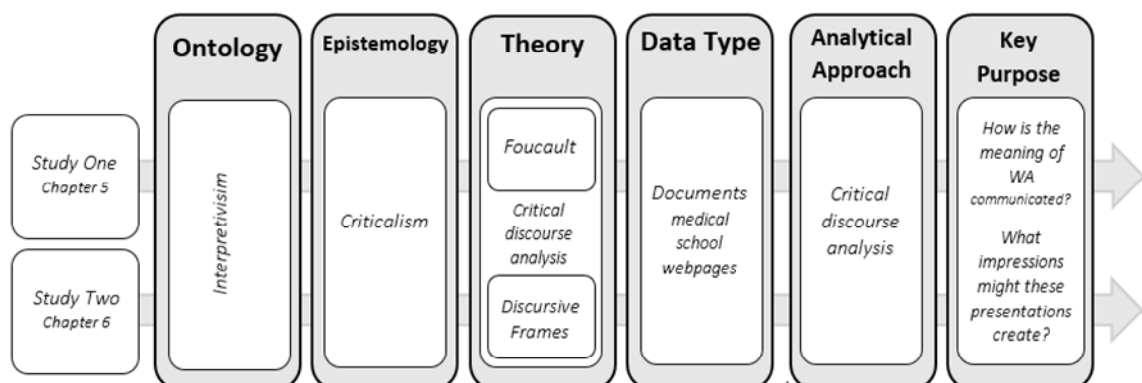 Ontology
Epistemology
Theory
Data Type
Analytical
Approach
Key
Purpose
Study One
Chapter 5
Study Two
Chapter 6
Interpretivisim
Criticalism
Foucault
Critical
discourse
analysis
Discursive
Frames
Documents
medical
school
webpages
Critical
discourse
analysis
How is the
meaning of
WA
communicated?
What
impressions
might these
presentations
create?